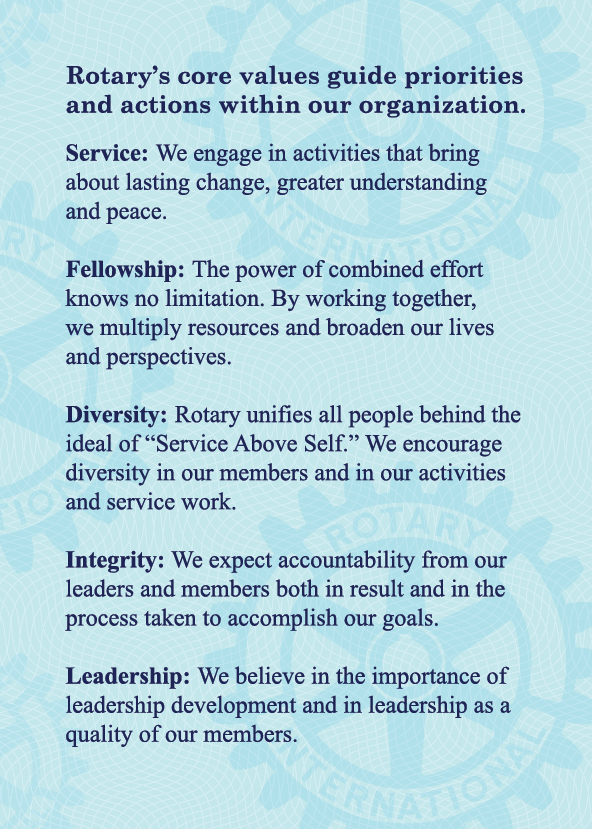 Rotary’s core values guide priorities
and actions within our organization.
Service: We engage in activities that bring
about lasting change, greater understanding
and peace.
Fellowship: The power of combined effort
knows no limitation. By working together,
we multiply resources and broaden our lives
and perspectives.
Diversity: Rotary unifies all people behind the
ideal of “Service Above Self.” We encourage
diversity in our members and in our activities
and service work.
Integrity: We expect accountability from our
leaders and members both in result and in the
process taken to accomplish our goals.
Leadership: We believe in the importance of
leadership development and in leadership as a
quality of our members.
INTERNATIONAL
ROTARY
INTERNATIONAL